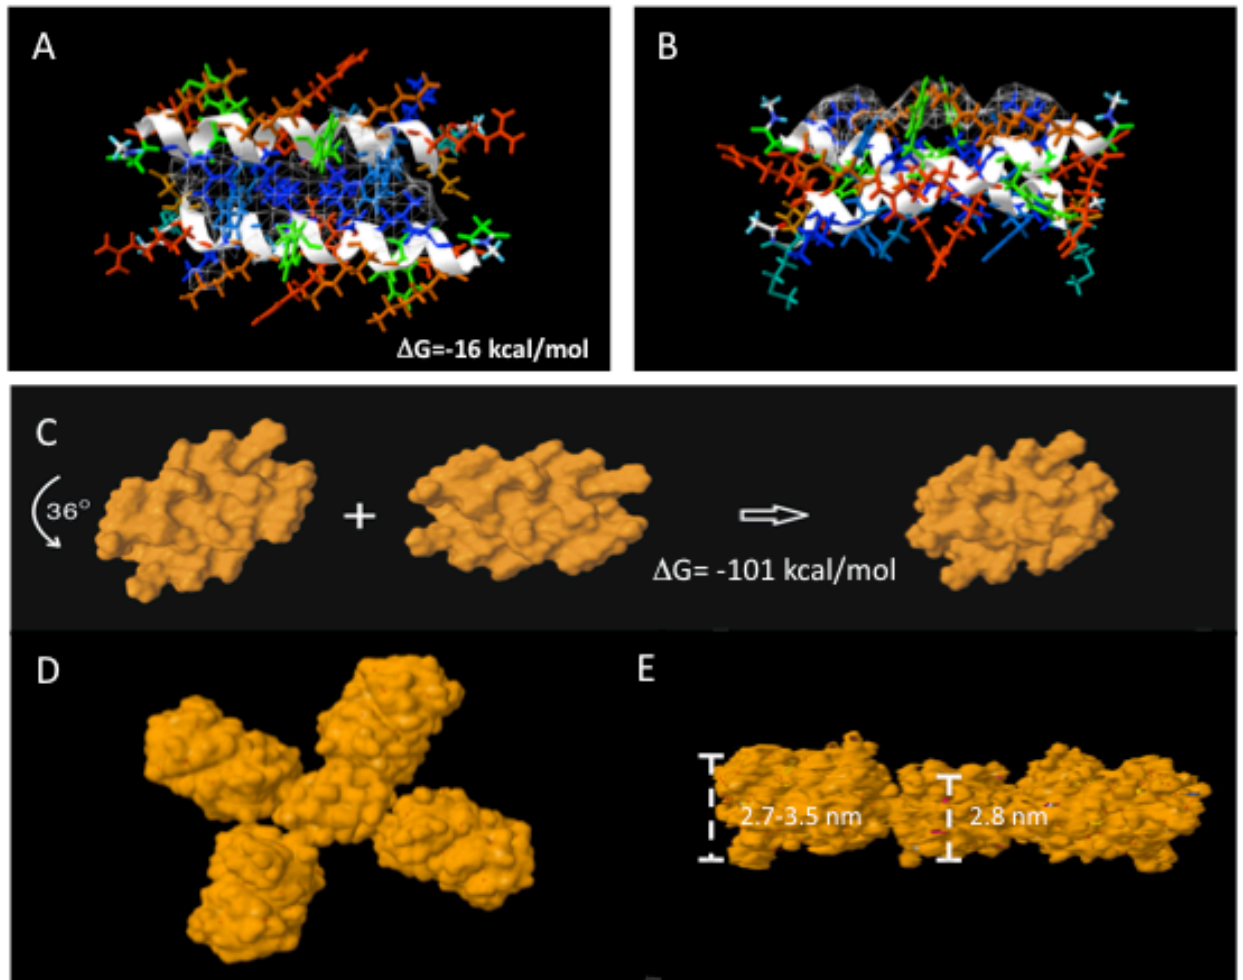 A
B
ΔG=-16 kcal/mol
C
36°
+
ΔG= -101 kcal/mol
D
E
2.7-3.5 nm
2.8 nm